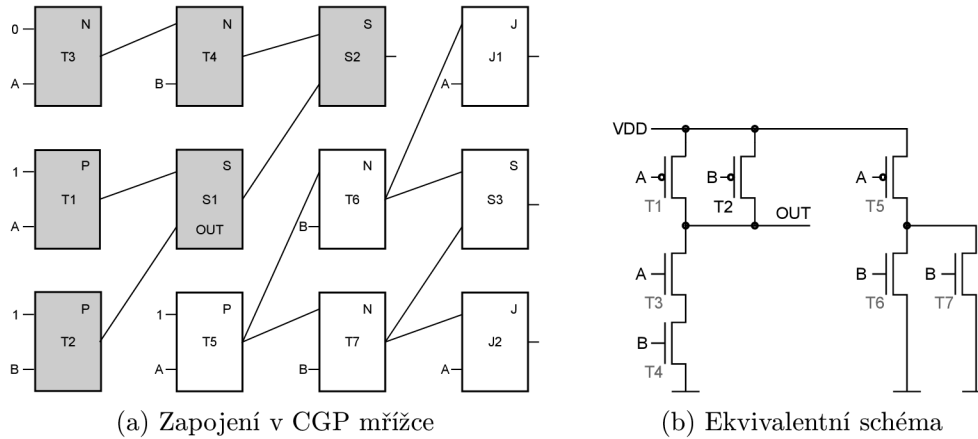 0 N N S J
T3 T4 S2 J1
A B A
1 P S N S
T1 S1 T6 S3
A OUT B
1 P 1 P N J
T2 T5 T7 J2
B A B A
(a) Zapojení v CGP mřížce
VDD
A B A
T1 T2 T5
OUT
A B B
T3 T6 T7
B
T4
(b) Ekvivalentní schéma